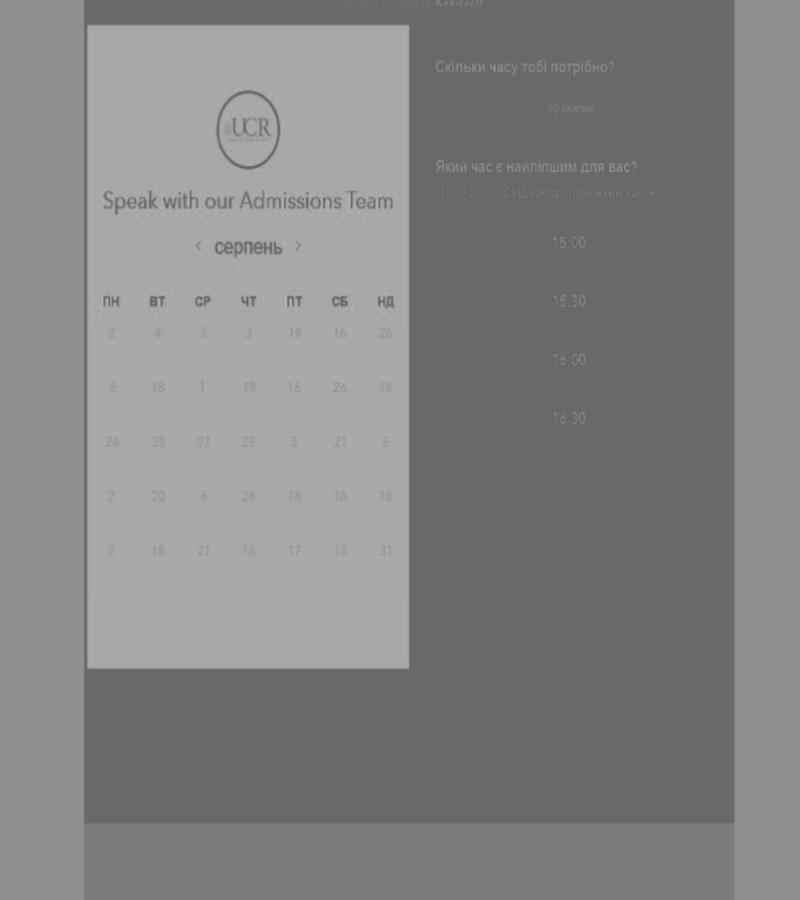 Roosevelt
UCR
Speak with our Admissions Team
‹ серпень ›
ПН ВТ СР ЧТ ПТ СБ НД
2 4 3 3 19 16 26
6 18 1 19 16 26 18
26 20 27 25 3 21 6
2 20 6 24 18 18 18
2 18 21 18 17 13 31
Скільки часу тобі потрібно?
30 хвилин
Який час є найліпшим для вас?
UTC +03:00 Східноєвропейський час
15:00
15:30
16:00
16:30